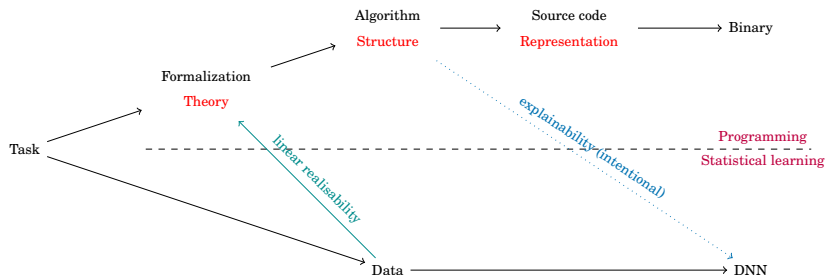 Algorithm
Structure
Source code
Representation
Binary
Formalization
Theory
Task
linear realisability
explainability (intentional)
Programming
Statistical learning
Data
DNN